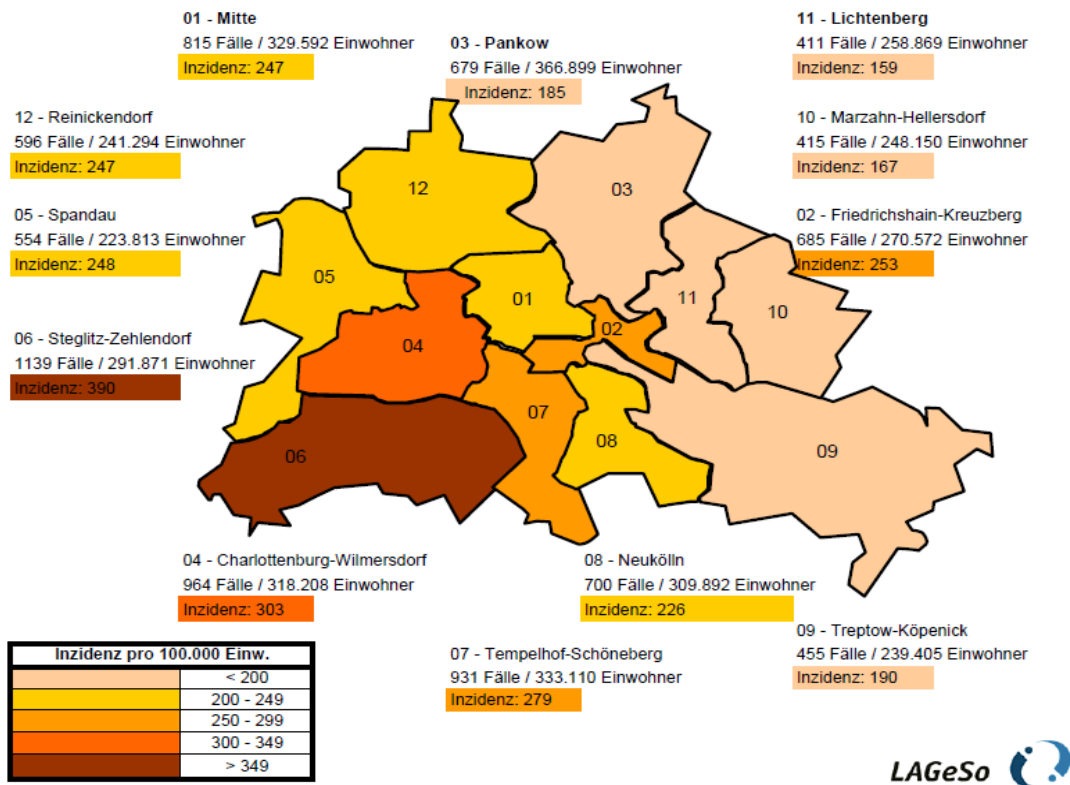 01 - Mitte
815 Fälle / 329.592 Einwohner
Inzidenz: 247
03 - Pankow
679 Fälle / 366.899 Einwohner
Inzidenz: 185
11 - Lichtenberg
411 Fälle / 258.869 Einwohner
Inzidenz: 159
12 - Reinickendorf
596 Fälle / 241.294 Einwohner
Inzidenz: 247
10 - Marzahn-Hellersdorf
415 Fälle / 248.150 Einwohner
Inzidenz: 167
05 - Spandau
554 Fälle / 223.813 Einwohner
Inzidenz: 248
02 - Friedrichshain-Kreuzberg
685 Fälle / 270.572 Einwohner
Inzidenz: 253
06 - Steglitz-Zehlendorf
1139 Fälle / 291.871 Einwohner
Inzidenz: 390
12
03
05
01
11
10
02
04
07
08
09
06
04 - Charlottenburg-Wilmersdorf
964 Fälle / 318.208 Einwohner
Inzidenz: 303
08 - Neukölln
700 Fälle / 309.892 Einwohner
Inzidenz: 226
07 - Tempelhof-Schöneberg
931 Fälle / 333.110 Einwohner
Inzidenz: 279
09 - Treptow-Köpenick
455 Fälle / 239.405 Einwohner
Inzidenz: 190
Inzidenz pro 100.000 Einw.
< 200
200 - 249
250 - 299
300 - 349
> 349
LAGeSo